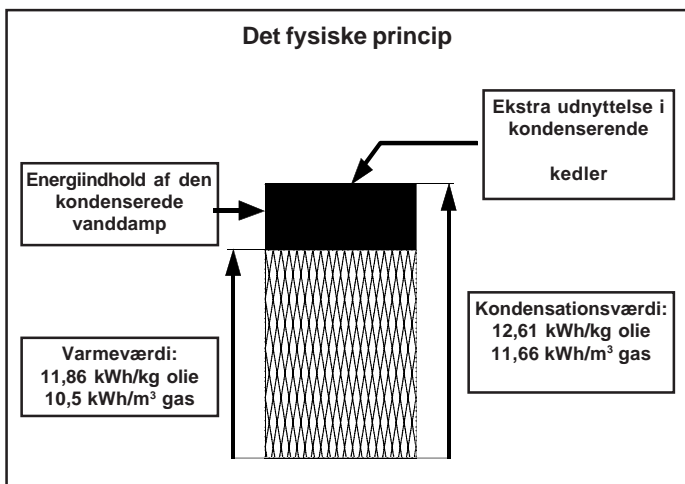 Det fysiske princip
Ekstra udnyttelse i
kondenserende
kedler
Energiindhold af den
kondenserede
vanddamp
Kondensationsværdi:
12,61 kWh/kg olie
11,66 kWh/m³ gas
Varmeværdi:
11,86 kWh/kg olie
10,5 kWh/m³ gas